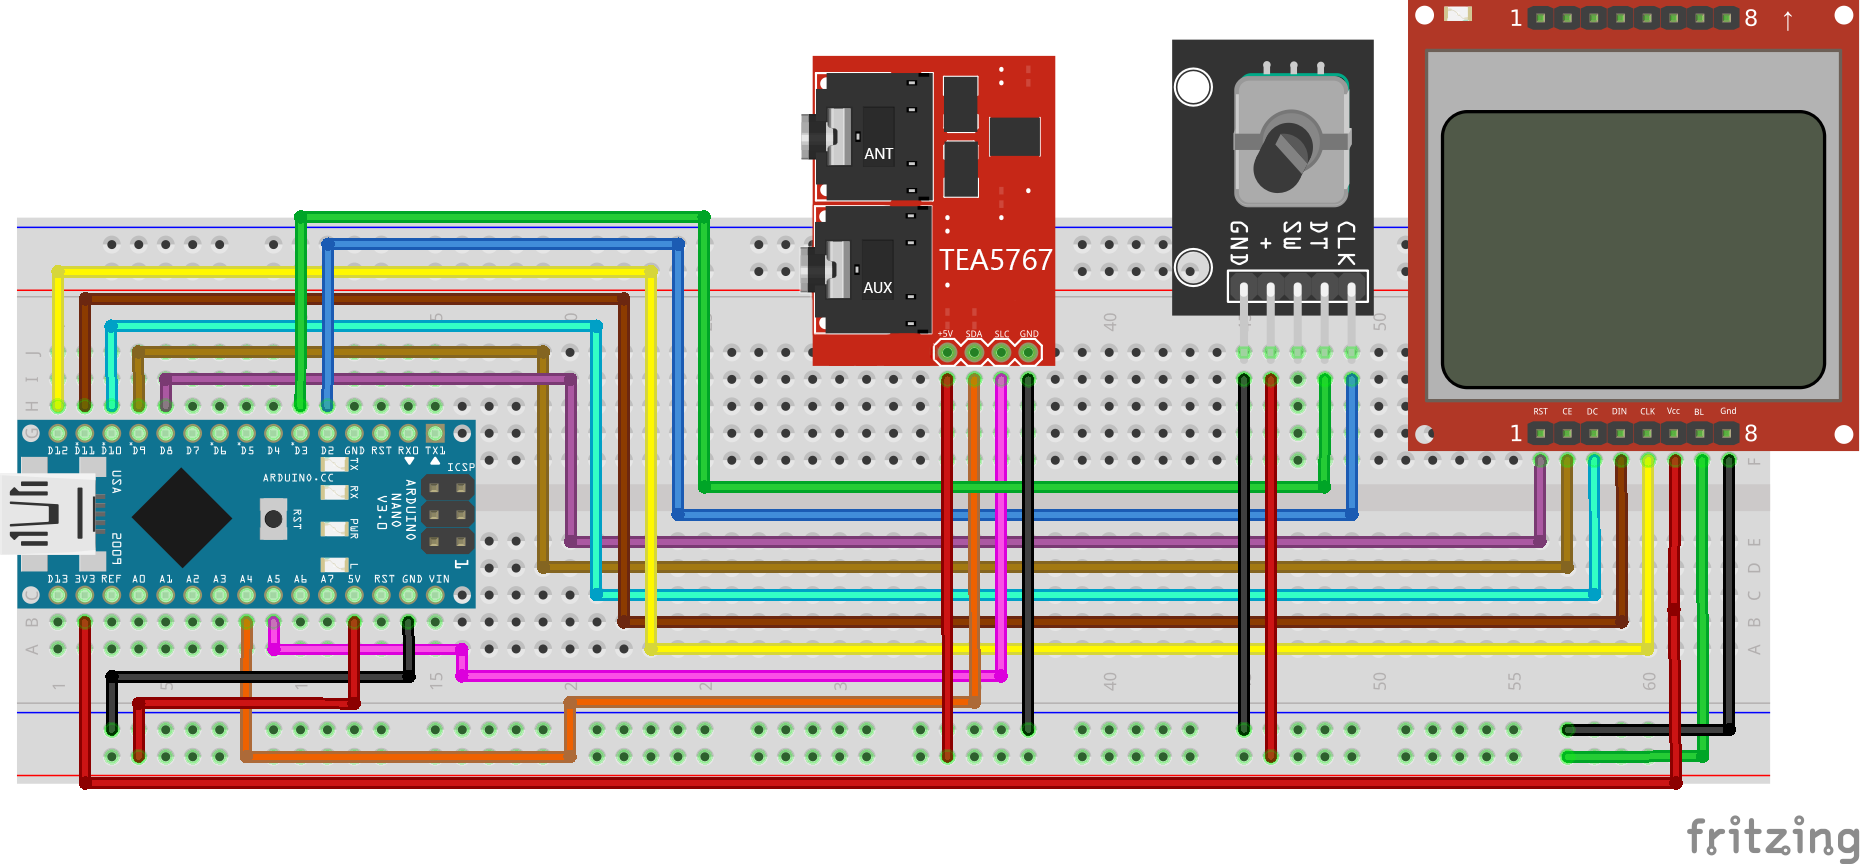 1 8 ↑
ANT
AUX
TEA5767
+5V SDA SLC GND
GND + SW DT CLK
RST CE DC DIN CLK Vcc BL Gnd
1 8
40 50
J
I
H
G
F
D12 D11 D10 D9 D8 D7 D6 D5 D4 D3 D2 GND RST RX0 TX1
USA
ARDUINO.CC
TX
RX
RST
PWR
L
ICSP
ARDUINO
NANO
V3.0
1
2009
D13 3V3 REF A0 A1 A2 A3 A4 A5 A6 A7 5V RST GND VIN
E
D
C C
B B
A A
1 5 15 40 50 55 60
fritzing